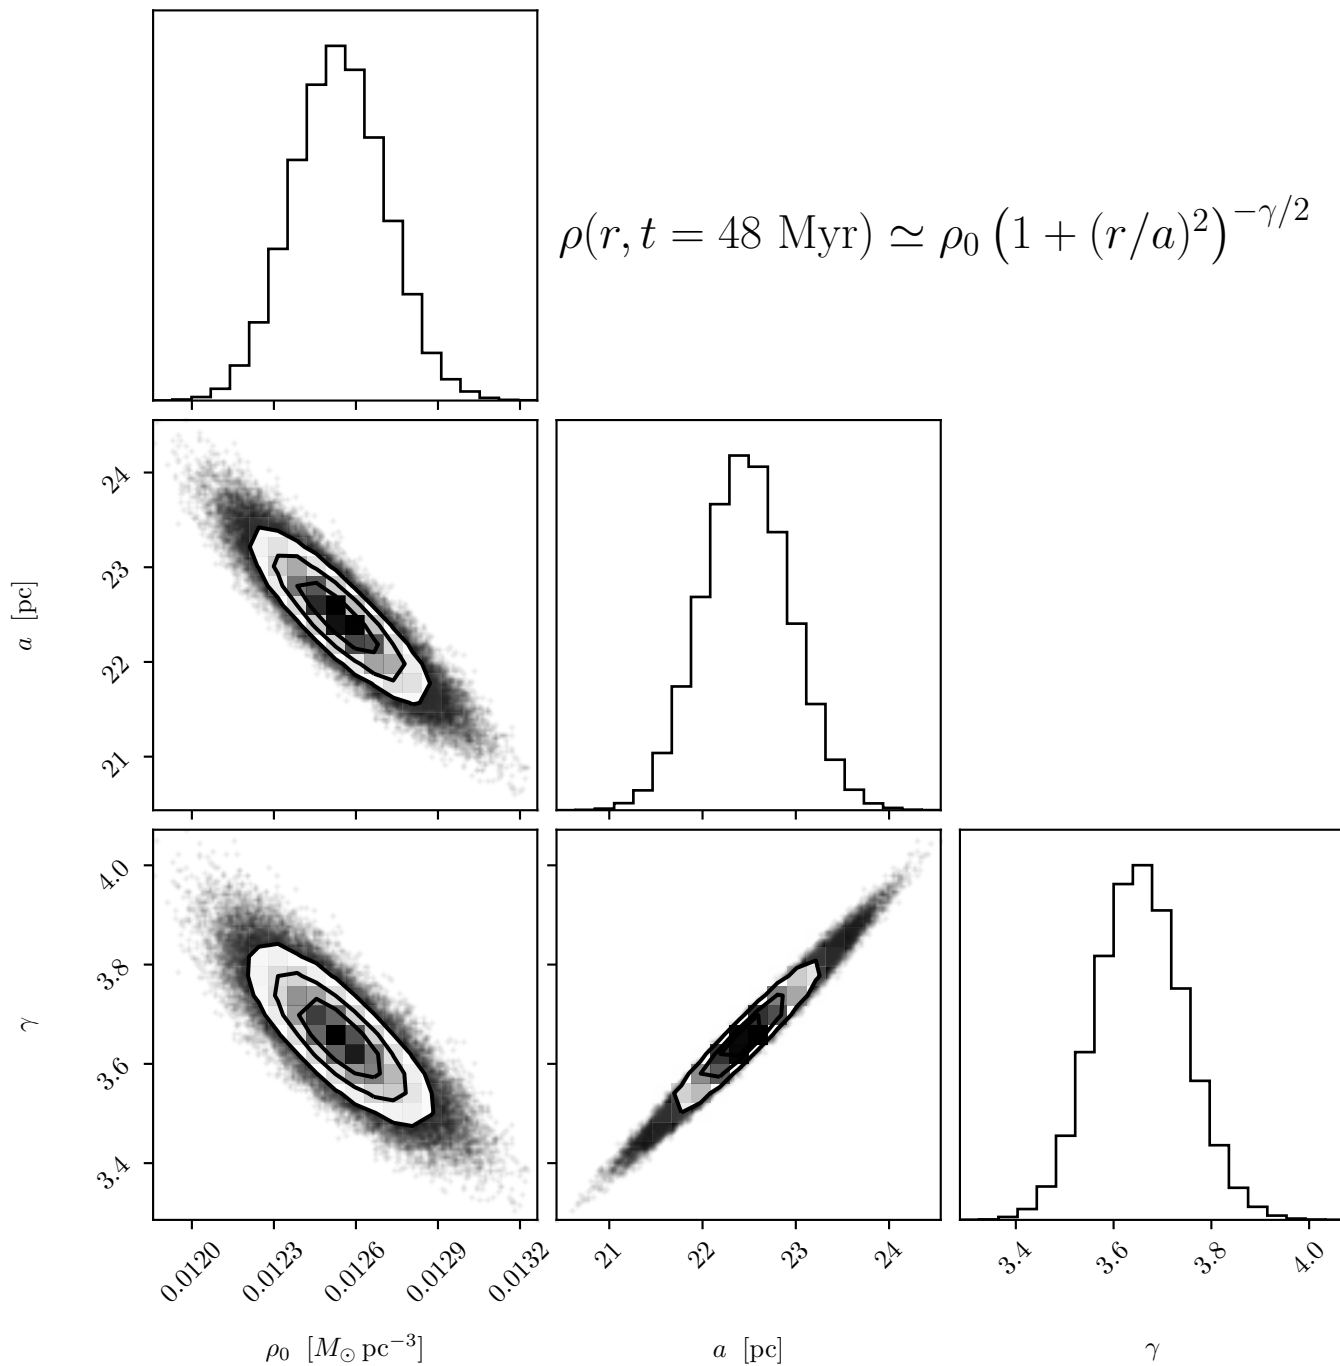 ρ(r, t = 48 Myr) ≃ ρ₀ (1 + (r/a)²)^{−γ/2}
24
23
22
21
a [pc]
4.0
3.8
3.6
3.4
γ
0.0120 0.0123 0.0126 0.0129 0.0132
21 22 23 24
3.4 3.6 3.8 4.0
ρ₀ [M⊙ pc⁻³]
a [pc]
γ